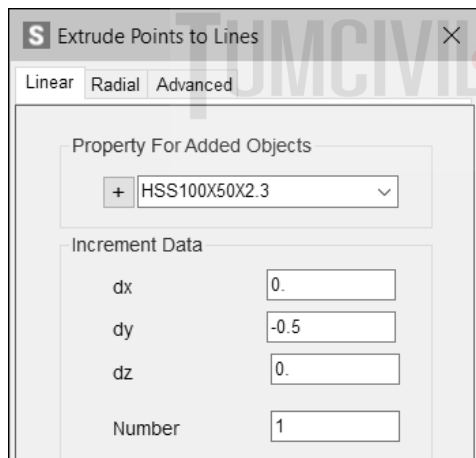 S Extrude Points to Lines
TUMCIVIL
Linear Radial Advanced
Property For Added Objects
+ HSS100X50X2.3
Increment Data
dx 0.
dy -0.5
dz 0.
Number 1